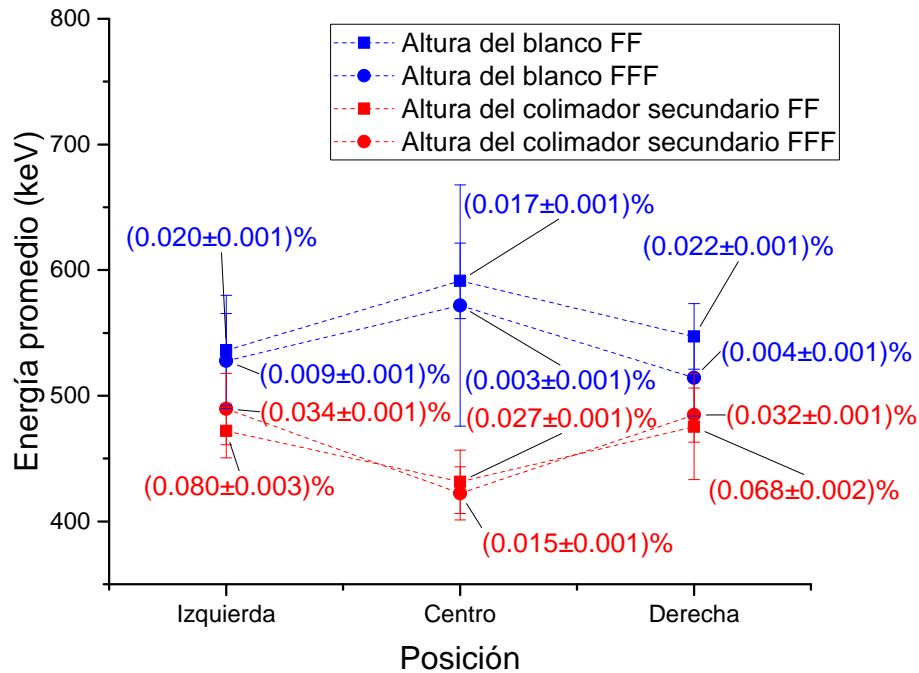 800
700
600
500
400
Energía promedio (keV)
Altura del blanco FF
Altura del blanco FFF
Altura del colimador secundario FF
Altura del colimador secundario FFF
(0.017±0.001)%
(0.020±0.001)%
(0.022±0.001)%
(0.009±0.001)%
(0.003±0.001)%
(0.004±0.001)%
(0.034±0.001)%
(0.027±0.001)%
(0.032±0.001)%
(0.080±0.003)%
(0.068±0.002)%
(0.015±0.001)%
Izquierda
Centro
Derecha
Posición